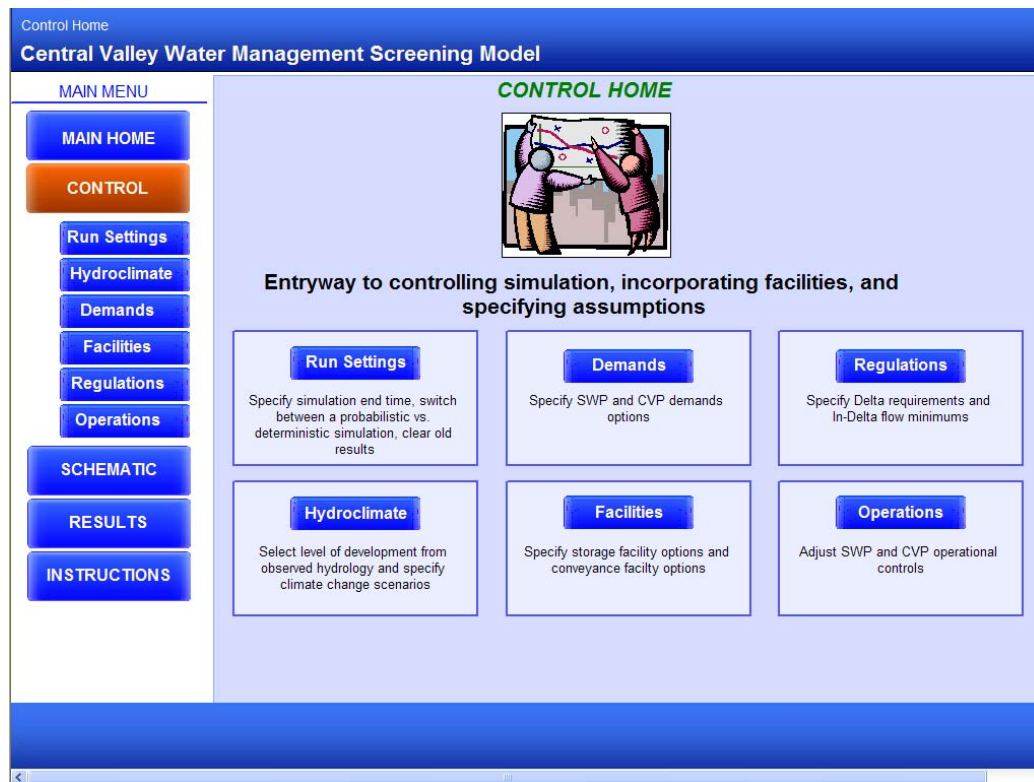 Control Home
Central Valley Water Management Screening Model
MAIN MENU
MAIN HOME
CONTROL
Run Settings
Hydroclimate
Demands
Facilities
Regulations
Operations
SCHEMATIC
RESULTS
INSTRUCTIONS
CONTROL HOME
Entryway to controlling simulation, incorporating facilities, and
specifying assumptions
Run Settings
Specify simulation end time, switch
between a probabilistic vs.
deterministic simulation, clear old
results
Demands
Specify SWP and CVP demands
options
Regulations
Specify Delta requirements and
In-Delta flow minimums
Hydroclimate
Select level of development from
observed hydrology and specify
climate change scenarios
Facilities
Specify storage facility options and
conveyance facilty options
Operations
Adjust SWP and CVP operational
controls